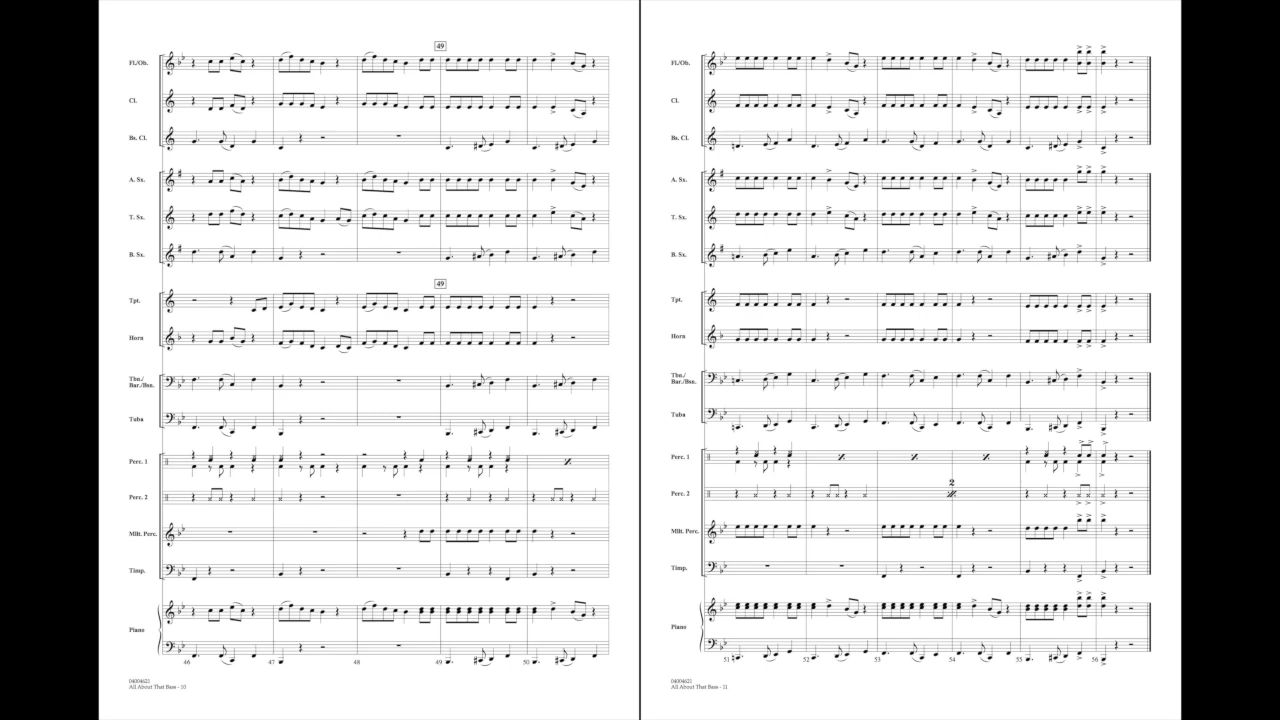 49
Fl./Ob.
Cl.
Bs. Cl.
A. Sx.
T. Sx.
B. Sx.
49
Tpt.
Horn
Tbn./
Bar./Bsn.
Tuba
Perc. 1
Perc. 2
Mlt. Perc.
Timp.
Piano
46 47 48 49 50
04004621
All About That Bass - 10
Fl./Ob.
Cl.
Bs. Cl.
A. Sx.
T. Sx.
B. Sx.
Tpt.
Horn
Tbn./
Bar./Bsn.
Tuba
Perc. 1
2
Perc. 2
Mlt. Perc.
Timp.
Piano
51 52 53 54 55 56
04004621
All About That Bass - 11